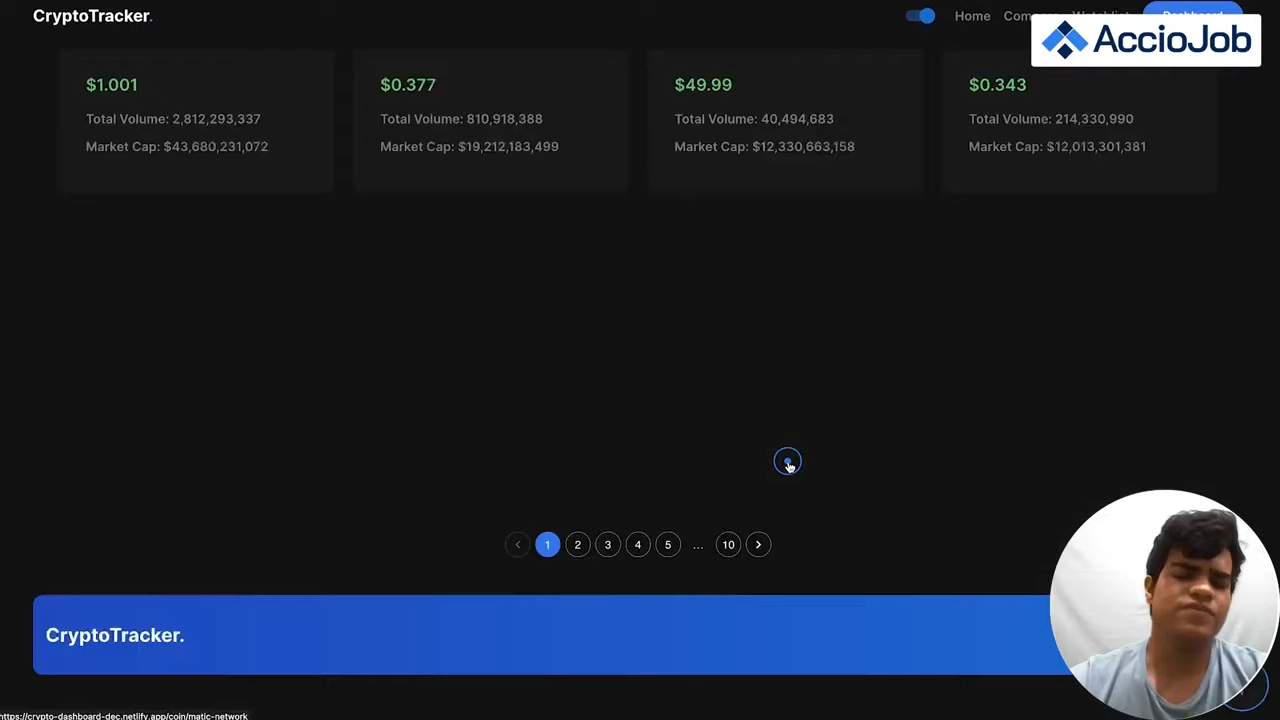 CryptoTracker.
Home
AccioJob
$1.001
$0.377
$49.99
$0.343
Total Volume: 2,812,293,337
Total Volume: 810,918,388
Total Volume: 40,494,683
Total Volume: 214,330,990
Market Cap: $43,680,231,072
Market Cap: $19,212,183,499
Market Cap: $12,330,663,158
Market Cap: $12,013,301,381
1 2 3 4 5 ... 10
CryptoTracker.
https://crypto-dashboard-dec.netlify.app/coin/matic-network